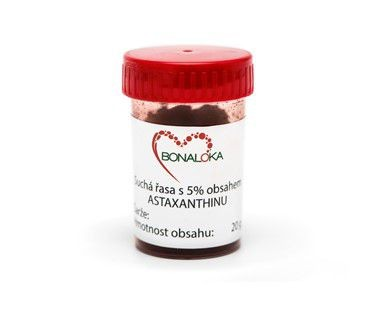 BONALOKA
Suchá řasa s 5% obsahem
ASTAXANTHINU
Šarže:
hmotnost obsahu: 20 g